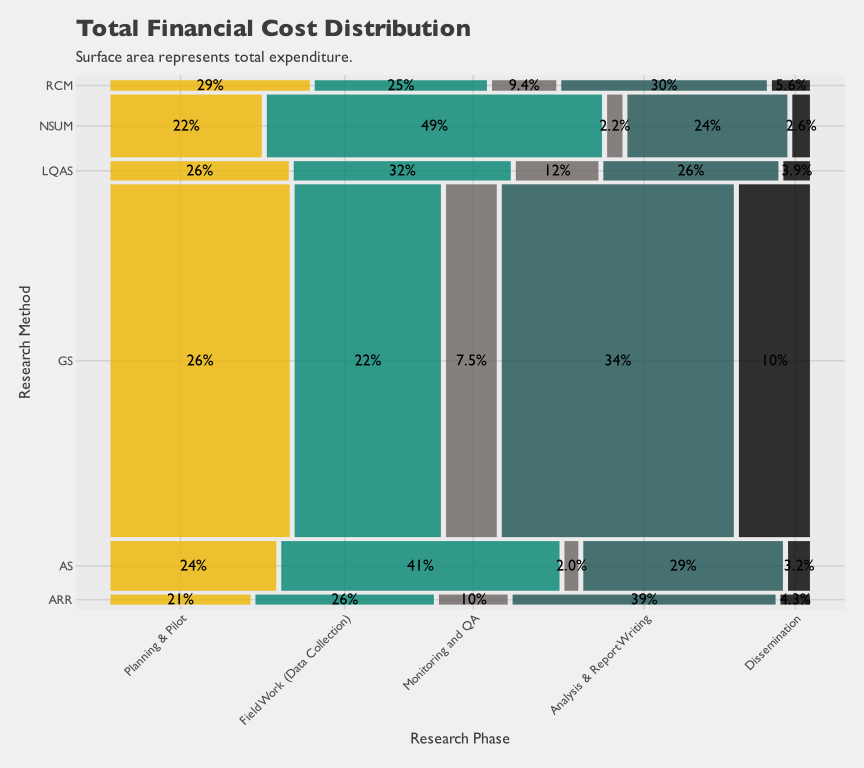 Total Financial Cost Distribution
Surface area represents total expenditure.
RCM
29%
25%
9.4%
30%
5.6%
NSUM
22%
49%
2.2%
24%
2.6%
LQAS
26%
32%
12%
26%
3.9%
GS
26%
22%
7.5%
34%
10%
AS
24%
41%
2.0%
29%
3.2%
ARR
21%
26%
10%
39%
4.3%
Research Method
Planning & Pilot
Field Work (Data Collection)
Monitoring and QA
Analysis & Report Writing
Dissemination
Research Phase